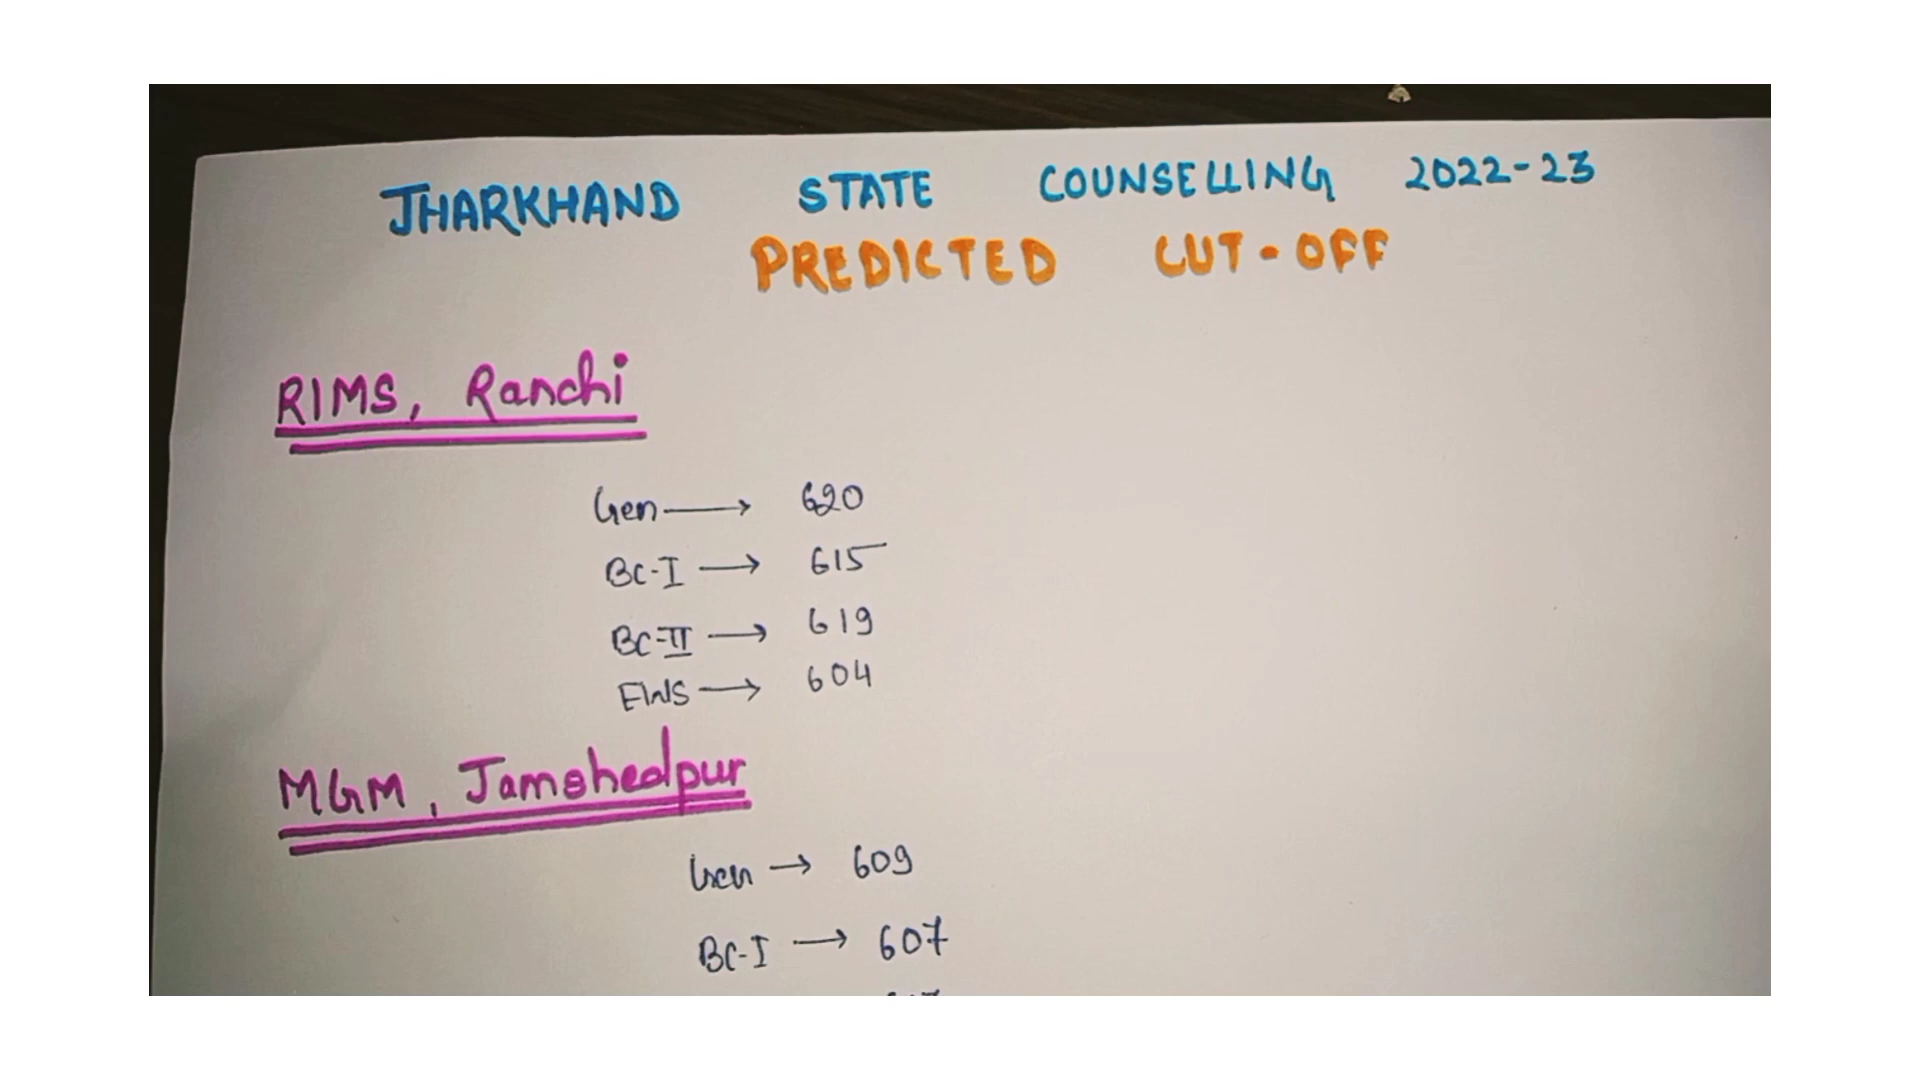 JHARKHAND STATE COUNSELLING 2022-23
PREDICTED CUT-OFF
RIMS, Ranchi
Gen → 620
BC-I → 615
BC-II → 619
EWS → 604
MGM, Jamshedpur
Gen → 609
BC-I → 607